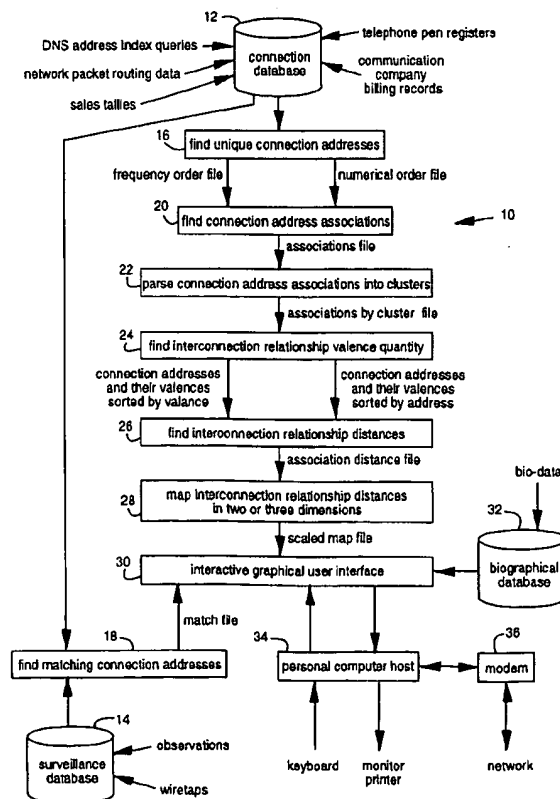 12
DNS address index queries
network packet routing data
sales tallies
connection
database
telephone pen registers
communication
company
billing records
16
find unique connection addresses
frequency order file
numerical order file
20
find connection address associations
10
associations file
22
parse connection address associations into clusters
associations by cluster file
24
find interconnection relationship valence quantity
connection addresses
and their valences
sorted by valance
connection addresses
and their valences
sorted by address
26
find interconnection relationship distances
association distance file
28
map interconnection relationship distances
in two or three dimensions
bio-data
32
scaled map file
30
interactive graphical user interface
biographical
database
match file
18
find matching connection addresses
34
personal computer host
36
modem
14
surveillance
database
observations
wiretaps
keyboard
monitor
printer
network